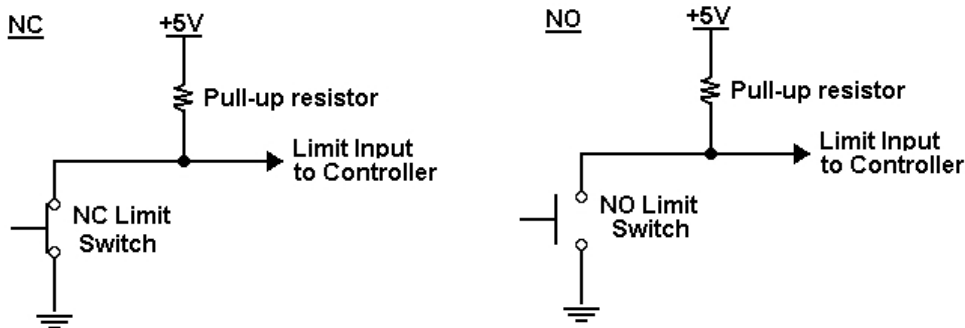 NC
+5V
Pull-up resistor
Limit Input
to Controller
NC Limit
Switch
NO
+5V
Pull-up resistor
Limit Input
to Controller
NO Limit
Switch